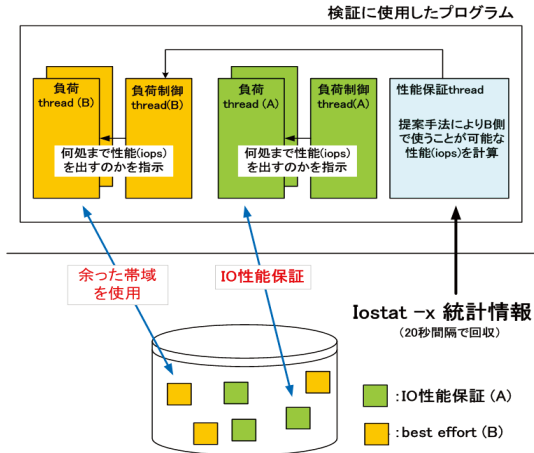 検証に使用したプログラム
負荷
thread (B)
負荷制御
thread(B)
何処まで性能(iops)
を出すのかを指示
負荷
thread (A)
負荷制御
thread(A)
何処まで性能(iops)
を出すのかを指示
性能保証thread
提案手法によりB側
で使うことが可能な
性能(iops)を計算
余った帯域
を使用
IO性能保証
Iostat -x 統計情報
(20秒間隔で回収)
:IO性能保証 (A)
:best effort (B)